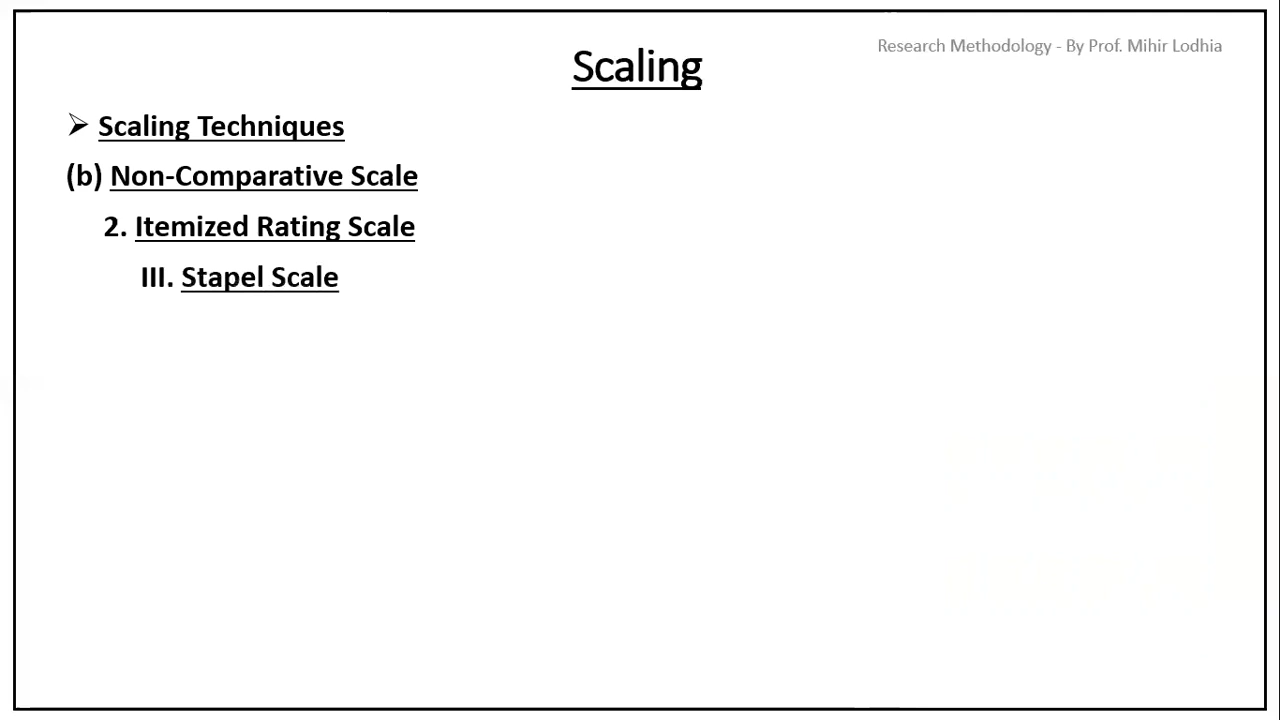 Research Methodology - By Prof. Mihir Lodhia
Scaling
➢ Scaling Techniques
(b) Non-Comparative Scale
2. Itemized Rating Scale
III. Stapel Scale